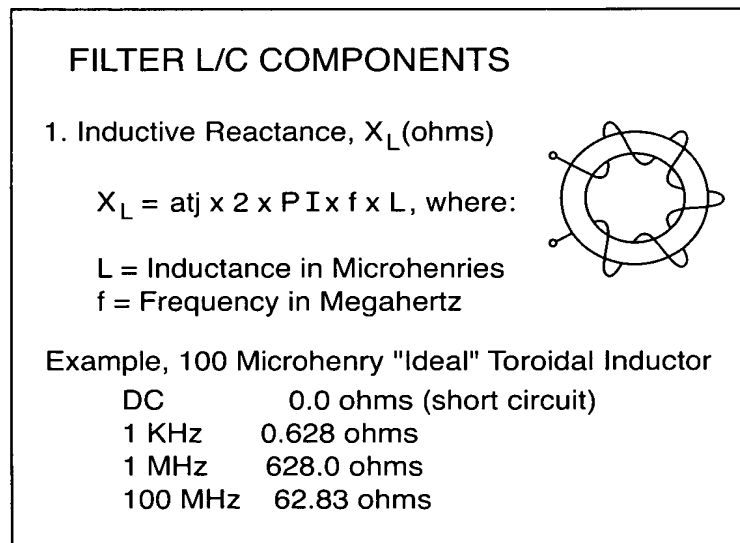 FILTER L/C COMPONENTS
1. Inductive Reactance, XL(ohms)
XL = atj x 2 x PI x f x L, where:
L = Inductance in Microhenries
f = Frequency in Megahertz
Example, 100 Microhenry "Ideal" Toroidal Inductor
DC 0.0 ohms (short circuit)
1 KHz 0.628 ohms
1 MHz 628.0 ohms
100 MHz 62.83 ohms